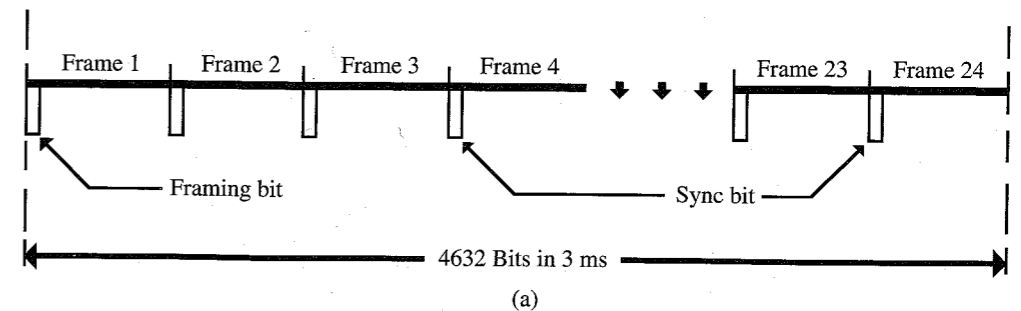 Frame 1 Frame 2 Frame 3 Frame 4 Frame 23 Frame 24
Framing bit Sync bit
4632 Bits in 3 ms
(a)